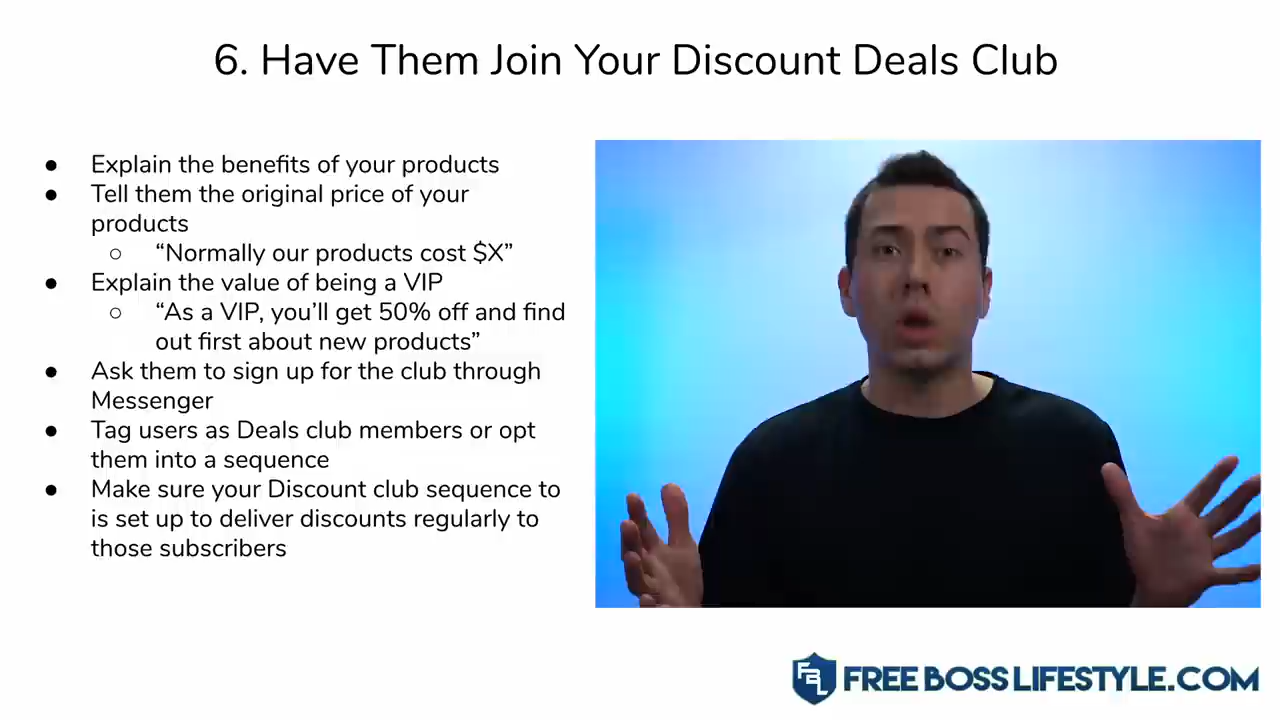 6. Have Them Join Your Discount Deals Club
● Explain the benefits of your products
● Tell them the original price of your
products
○ “Normally our products cost $X”
● Explain the value of being a VIP
○ “As a VIP, you’ll get 50% off and find
out first about new products”
● Ask them to sign up for the club through
Messenger
● Tag users as Deals club members or opt
them into a sequence
● Make sure your Discount club sequence to
is set up to deliver discounts regularly to
those subscribers
FBL FREE BOSS LIFESTYLE.COM